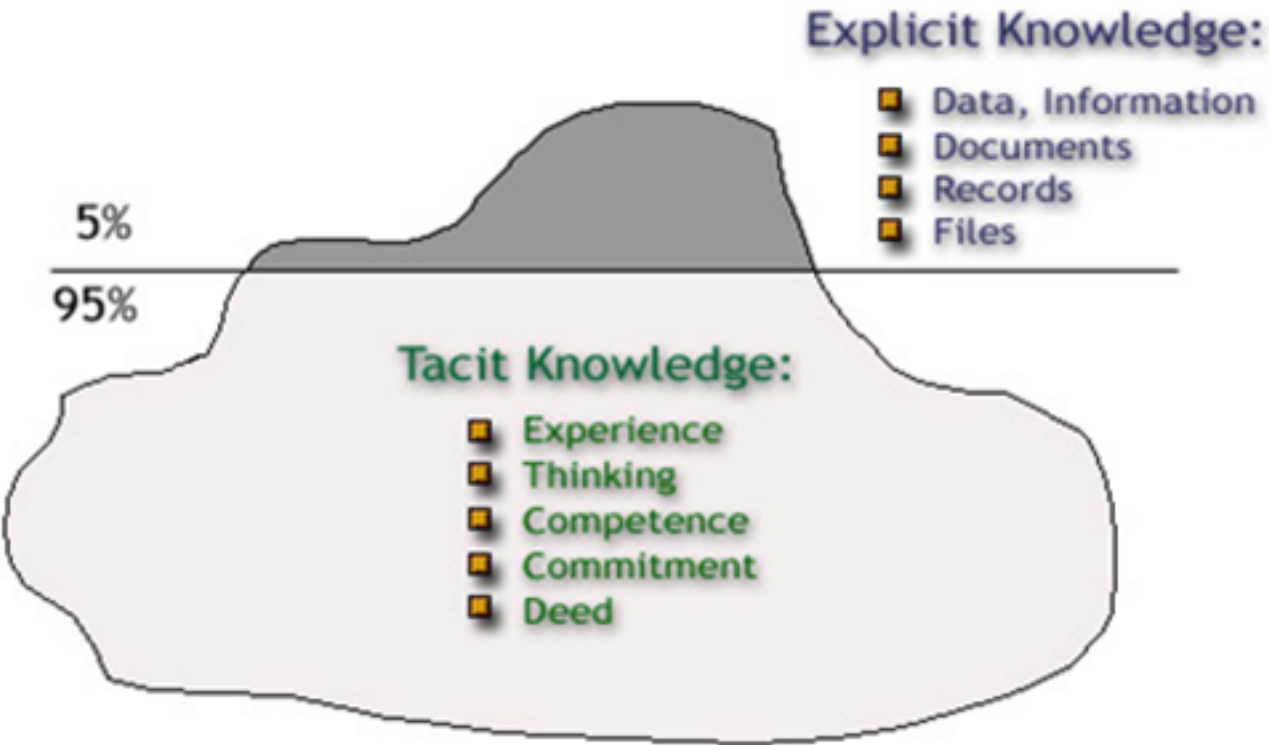 Explicit Knowledge:
Data, Information
Documents
Records
Files
5%
95%
Tacit Knowledge:
Experience
Thinking
Competence
Commitment
Deed